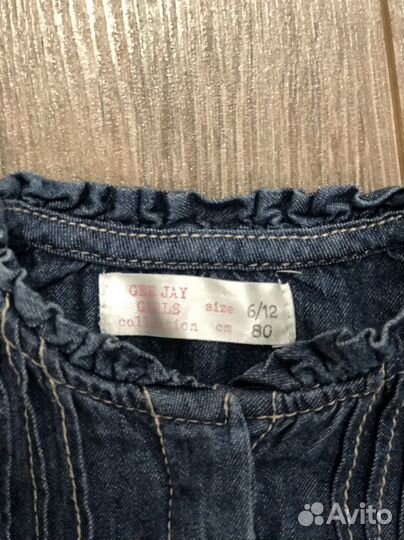 GEE JAY
GIRLS
collection
size 6/12
cm 80
Avito